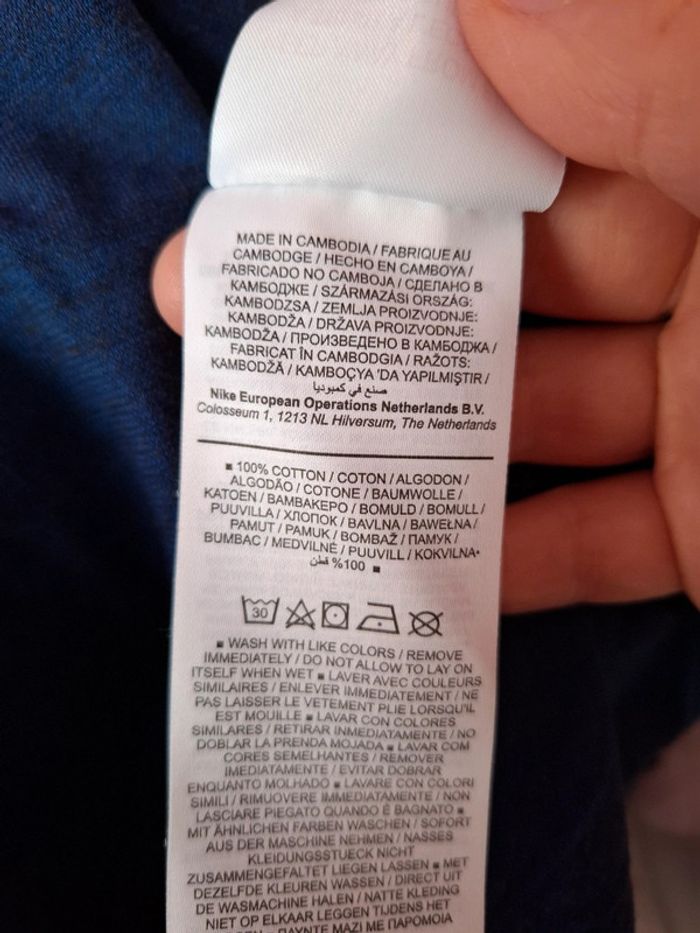 MADE IN CAMBODIA / FABRIQUE AU
CAMBODGE / HECHO EN CAMBOYA /
FABRICADO NO CAMBOJA / СДЕЛАНО В
КАМБОДЖЕ / SZÁRMAZÁSI ORSZÁG:
KAMBODZSA / ZEMLJA PROIZVODNJE:
KAMBODŽA / DRŽAVA PROIZVODNJE:
KAMBODŽA / ПРОИЗВЕДЕНО В КАМБОДЖА /
FABRICAT ÎN CAMBODGIA / RAŽOTS:
KAMBODŽĀ / KAMBOÇYA 'DA YAPILMIŞTIR /
صنع في كمبوديا
Nike European Operations Netherlands B.V.
Colosseum 1, 1213 NL Hilversum, The Netherlands
▪ 100% COTTON / COTON / ALGODON /
ALGODÃO / COTONE / BAUMWOLLE /
KATOEN / ΒΑΜΒΑΚΕΡΟ / BOMULD / BOMULL /
PUUVILLA / ХЛОПОК / BAVLNA / BAWEŁNA /
PAMUT / PAMUK / BOMBAŽ / ПАМУК /
BUMBAC / MEDVILNĖ / PUUVILL / KOKVILNA▪
%100 قطن ▪
30
▪ WASH WITH LIKE COLORS / REMOVE
IMMEDIATELY / DO NOT ALLOW TO LAY ON
ITSELF WHEN WET ▪ LAVER AVEC COULEURS
SIMILAIRES / ENLEVER IMMEDIATEMENT / NE
PAS LAISSER LE VETEMENT PLIE LORSQU'IL
EST MOUILLE ▪ LAVAR CON COLORES
SIMILARES / RETIRAR INMEDIATAMENTE / NO
DOBLAR LA PRENDA MOJADA ▪ LAVAR COM
CORES SEMELHANTES / REMOVER
IMEDIATAMENTE / EVITAR DOBRAR
ENQUANTO MOLHADO ▪ LAVARE CON COLORI
SIMILI / RIMUOVERE IMMEDIATAMENTE / NON
LASCIARE PIEGATO QUANDO È BAGNATO ▪
MIT ÄHNLICHEN FARBEN WASCHEN / SOFORT
AUS DER MASCHINE NEHMEN / NASSES
KLEIDUNGSSTUECK NICHT
ZUSAMMENGEFALTET LIEGEN LASSEN ▪ MET
DEZELFDE KLEUREN WASSEN / DIRECT UIT
DE WASMACHINE HALEN / NATTE KLEDING
NIET OP ELKAAR LEGGEN TIJDENS HET
ΠΛΥΝΤΕ ΜΑΖΙ ΜΕ ΠΑΡΟΜΟΙΑ